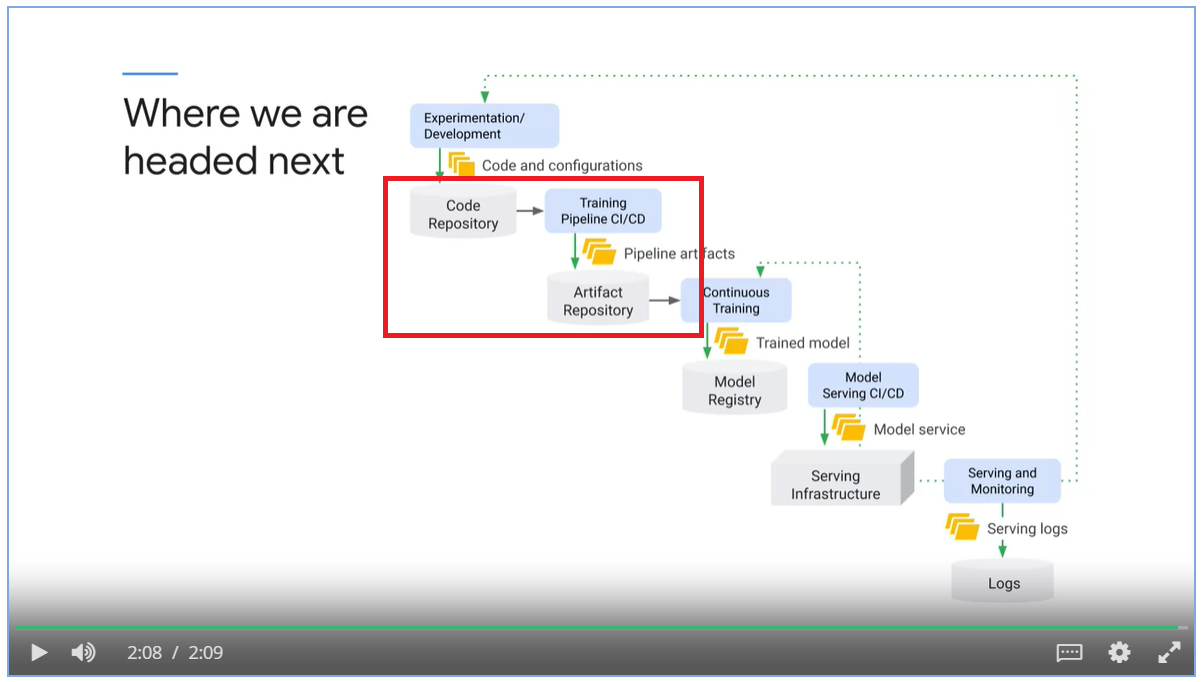 Where we are
headed next
Experimentation/
Development
Code and configurations
Code
Repository
Training
Pipeline CI/CD
Pipeline artifacts
Artifact
Repository
Continuous
Training
Trained model
Model
Registry
Model
Serving CI/CD
Model service
Serving
Infrastructure
Serving and
Monitoring
Serving logs
Logs
2:08 / 2:09